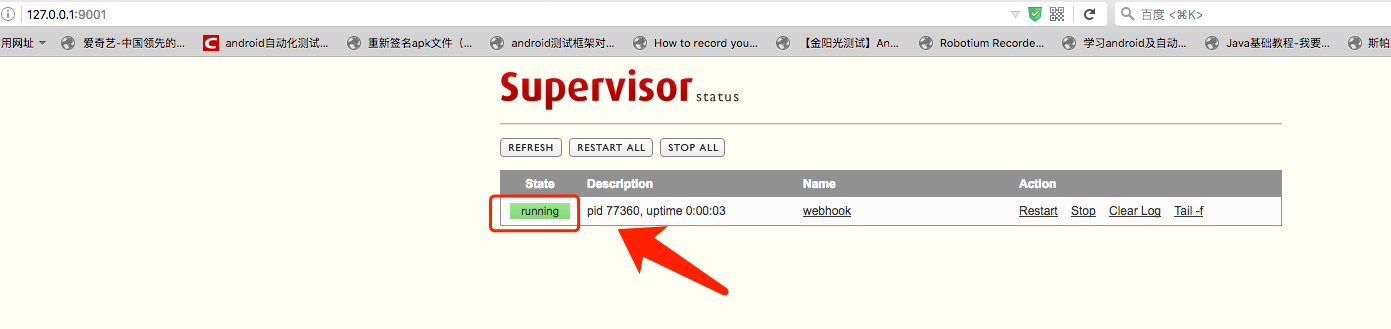 127.0.0.1:9001 百度 <⌘K>
用网址 爱奇艺-中国领先的... android自动化测试... 重新签名apk文件（... android测试框架对... How to record you... 【金阳光测试】An... Robotium Recorde... 学习android及自动... Java基础教程-我要... 斯帕
Supervisor status
REFRESH RESTART ALL STOP ALL
State Description Name Action
running pid 77360, uptime 0:00:03 webhook Restart Stop Clear Log Tail -f